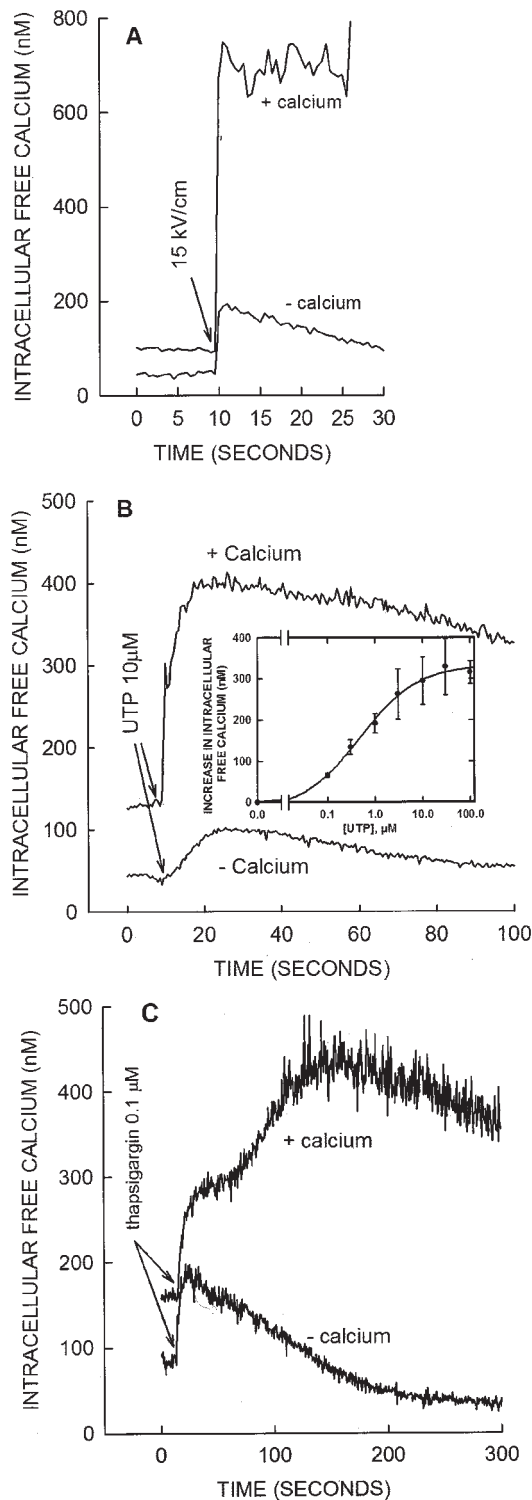 A
INTRACELLULAR FREE CALCIUM (nM)
800
600
400
200
0
+ calcium
15 kV/cm
- calcium
0 5 10 15 20 25 30
TIME (SECONDS)
B
INTRACELLULAR FREE CALCIUM (nM)
500
400
300
200
100
0
+ Calcium
UTP 10µM
- Calcium
INCREASE IN INTRACELLULAR
FREE CALCIUM (nM)
400
300
200
100
0
0.0 0.1 1.0 10.0 100.0
[UTP], µM
0 20 40 60 80 100
TIME (SECONDS)
C
INTRACELLULAR FREE CALCIUM (nM)
500
400
300
200
100
0
thapsigargin 0.1 µM
+ calcium
- calcium
0 100 200 300
TIME (SECONDS)